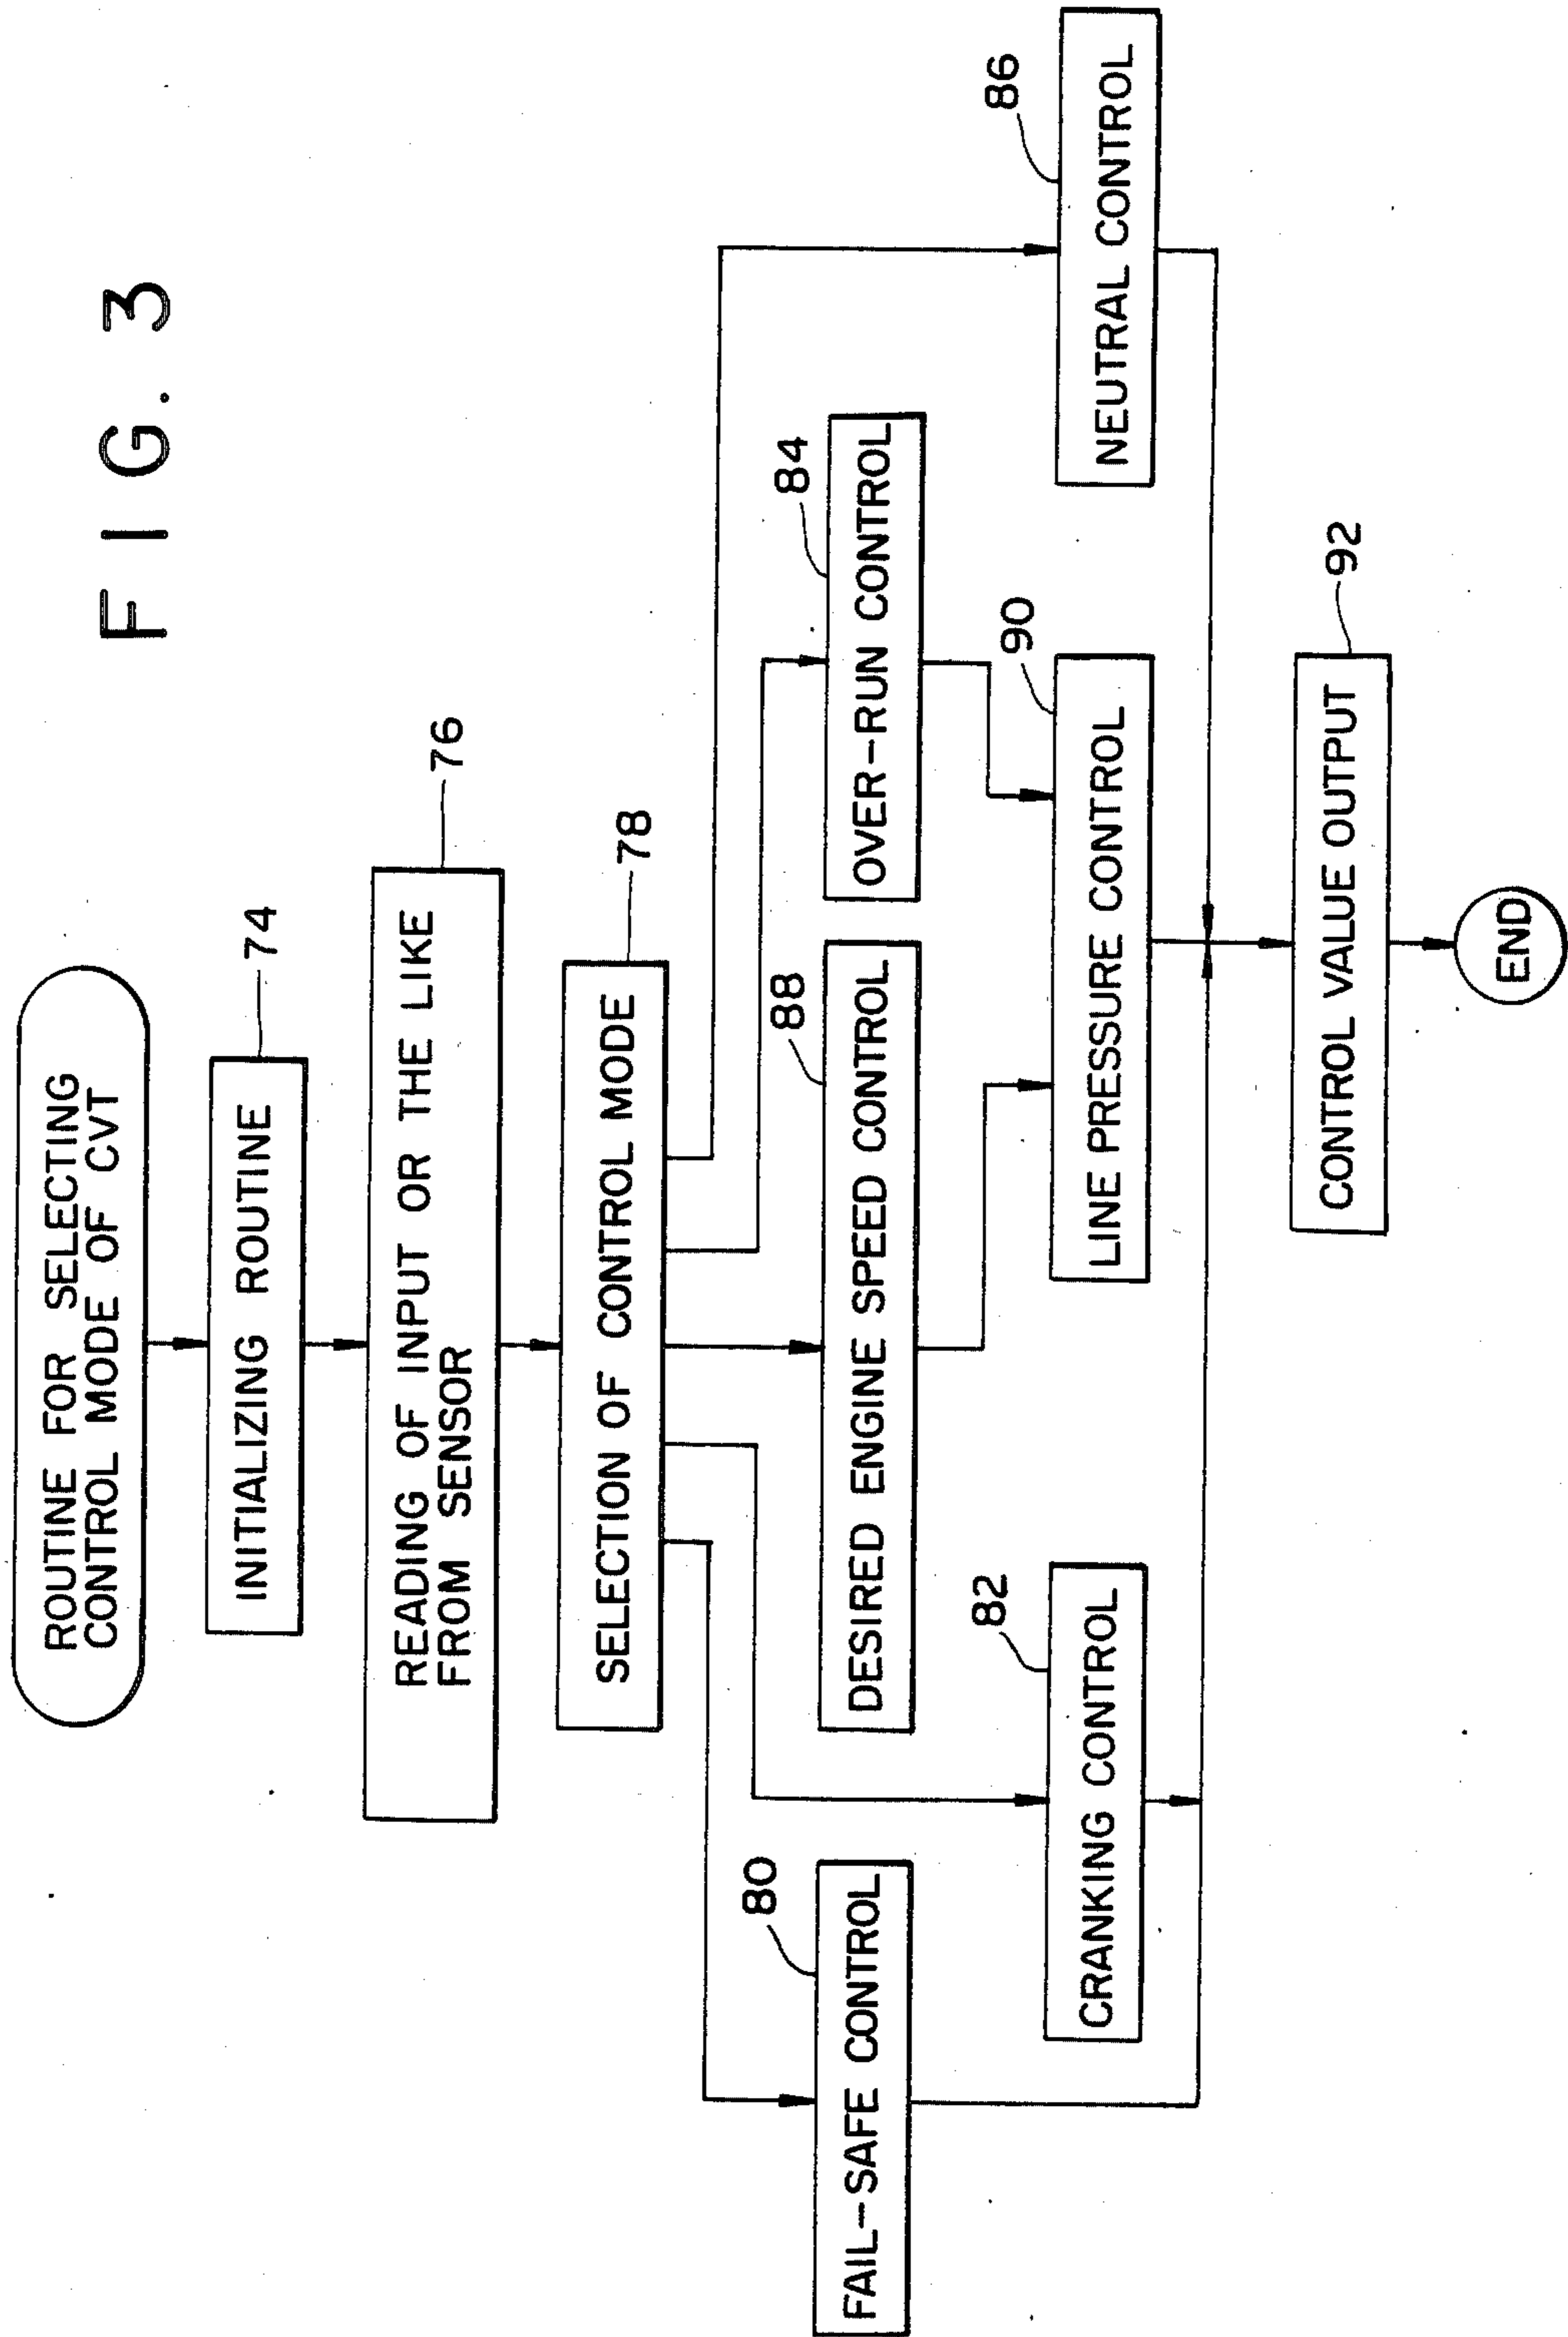 FIG. 3
ROUTINE FOR SELECTING
CONTROL MODE OF CVT
INITIALIZING ROUTINE
74
READING OF INPUT OR THE LIKE
FROM SENSOR
76
SELECTION OF CONTROL MODE
78
80
FAIL-SAFE CONTROL
88
DESIRED ENGINE SPEED CONTROL
84
OVER-RUN CONTROL
82
CRANKING CONTROL
90
LINE PRESSURE CONTROL
86
NEUTRAL CONTROL
92
CONTROL VALUE OUTPUT
END